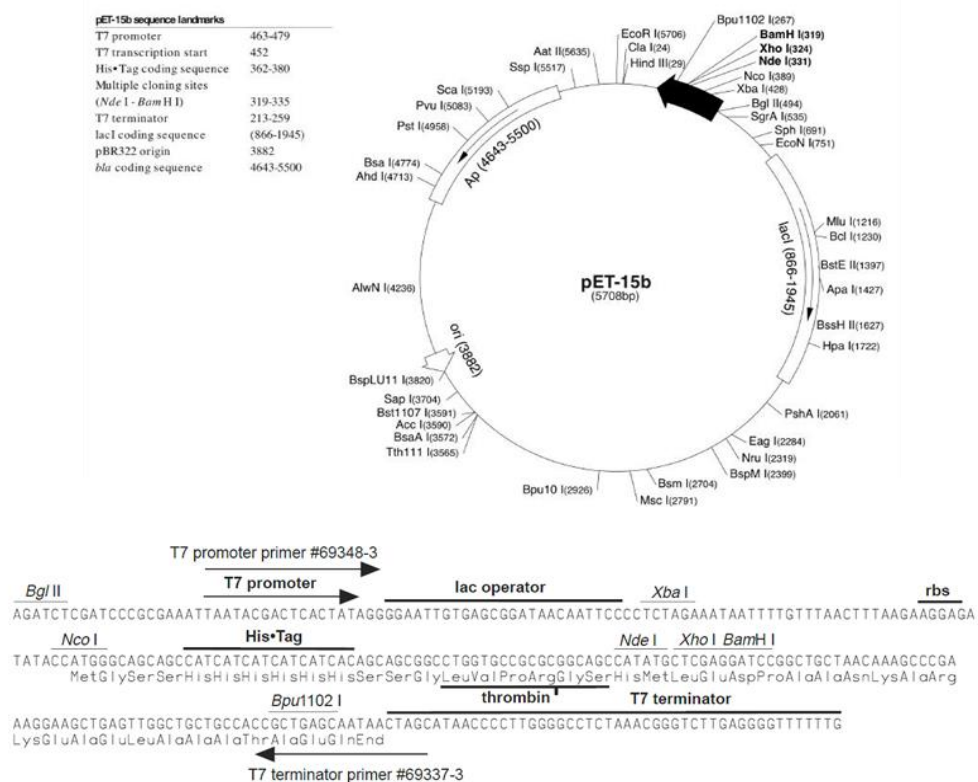 pET-15b sequence landmarks
T7 promoter 463-479
T7 transcription start 452
His•Tag coding sequence 362-380
Multiple cloning sites
(Nde I - BamH I) 319-335
T7 terminator 213-259
lacI coding sequence (866-1945)
pBR322 origin 3882
bla coding sequence 4643-5500
Bpu1102 I(267)
BamH I(319)
Xho I(324)
Nde I(331)
Nco I(389)
Xba I(428)
Bgl II(494)
SgrA I(535)
Sph I(691)
EcoN I(751)
Mlu I(1216)
Bcl I(1230)
BstE II(1397)
Apa I(1427)
BssH II(1627)
Hpa I(1722)
PshA I(2061)
Eag I(2284)
Nru I(2319)
BspM I(2399)
Bsm I(2704)
Msc I(2791)
Bpu10 I(2926)
Tth111 I(3565)
BsaA I(3572)
Acc I(3590)
Bst1107 I(3591)
Sap I(3704)
BspLU11 I(3820)
AlwN I(4236)
Ahd I(4713)
Bsa I(4774)
Pst I(4958)
Pvu I(5083)
Sca I(5193)
Ssp I(5517)
Aat II(5635)
EcoR I(5706)
Cla I(24)
Hind III(29)
Ap (4643-5500)
lacI (866-1945)
ori (3882)
pET-15b
(5708bp)
T7 promoter primer #69348-3
Bgl II T7 promoter lac operator Xba I rbs
AGATCTCGATCCCGCGAAATTAATACGACTCACTATAGGGGAATTGTGAGCGGATAACAATTCCCCTCTAGAAATAATTTTGTTTAACTTTAAGAAGGAGA
Nco I His•Tag Nde I Xho I BamH I
TATACCATGGGCAGCAGCCATCATCATCATCATCACAGCAGCGGCCTGGTGCCGCGCGGCAGCCATATGCTCGAGGATCCGGCTGCTAACAAAGCCCGA
MetGlySerSerHisHisHisHisHisHisSerSerGlyLeuValProArgGlySerHisMetLeuGluAspProAlaAlaAsnLysAlaArg
Bpu1102 I thrombin T7 terminator
AAGGAAGCTGAGTTGGCTGCTGCCACCGCTGAGCAATAACTAGCATAACCCCTTGGGGCCTCTAAACGGGTCTTGAGGGGTTTTTTG
LysGluAlaGluLeuAlaAlaAlaThrAlaGluGlnEnd
T7 terminator primer #69337-3